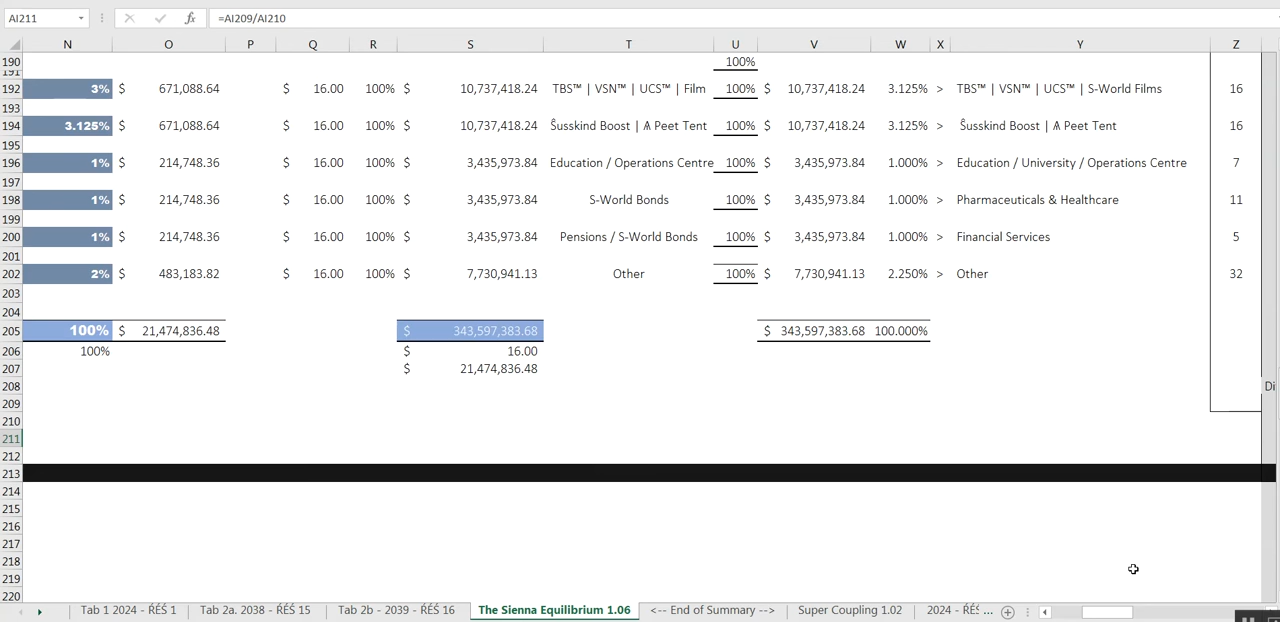 AI211 fx =AI209/AI210
N O P Q R S T U V W X Y Z
190 100%
191
192 3% $ 671,088.64 $ 16.00 100% $ 10,737,418.24 TBS™ | VSN™ | UCS™ | Film 100% $ 10,737,418.24 3.125% > TBS™ | VSN™ | UCS™ | S-World Films 16
193
194 3.125% $ 671,088.64 $ 16.00 100% $ 10,737,418.24 Ŝusskind Boost | Ѧ Peet Tent 100% $ 10,737,418.24 3.125% > Ŝusskind Boost | Ѧ Peet Tent 16
195
196 1% $ 214,748.36 $ 16.00 100% $ 3,435,973.84 Education / Operations Centre 100% $ 3,435,973.84 1.000% > Education / University / Operations Centre 7
197
198 1% $ 214,748.36 $ 16.00 100% $ 3,435,973.84 S-World Bonds 100% $ 3,435,973.84 1.000% > Pharmaceuticals & Healthcare 11
199
200 1% $ 214,748.36 $ 16.00 100% $ 3,435,973.84 Pensions / S-World Bonds 100% $ 3,435,973.84 1.000% > Financial Services 5
201
202 2% $ 483,183.82 $ 16.00 100% $ 7,730,941.13 Other 100% $ 7,730,941.13 2.250% > Other 32
203
204
205 100% $ 21,474,836.48 $ 343,597,383.68 $ 343,597,383.68 100.000%
206 100% $ 16.00
207 $ 21,474,836.48
208 Di
209
210
211
212
213
214
215
216
217
218
219
220
Tab 1 2024 - ŔÉŚ 1 Tab 2a. 2038 - ŔÉŚ 15 Tab 2b - 2039 - ŔÉŚ 16 The Sienna Equilibrium 1.06 <-- End of Summary --> Super Coupling 1.02 2024 - ŔÉŚ ...